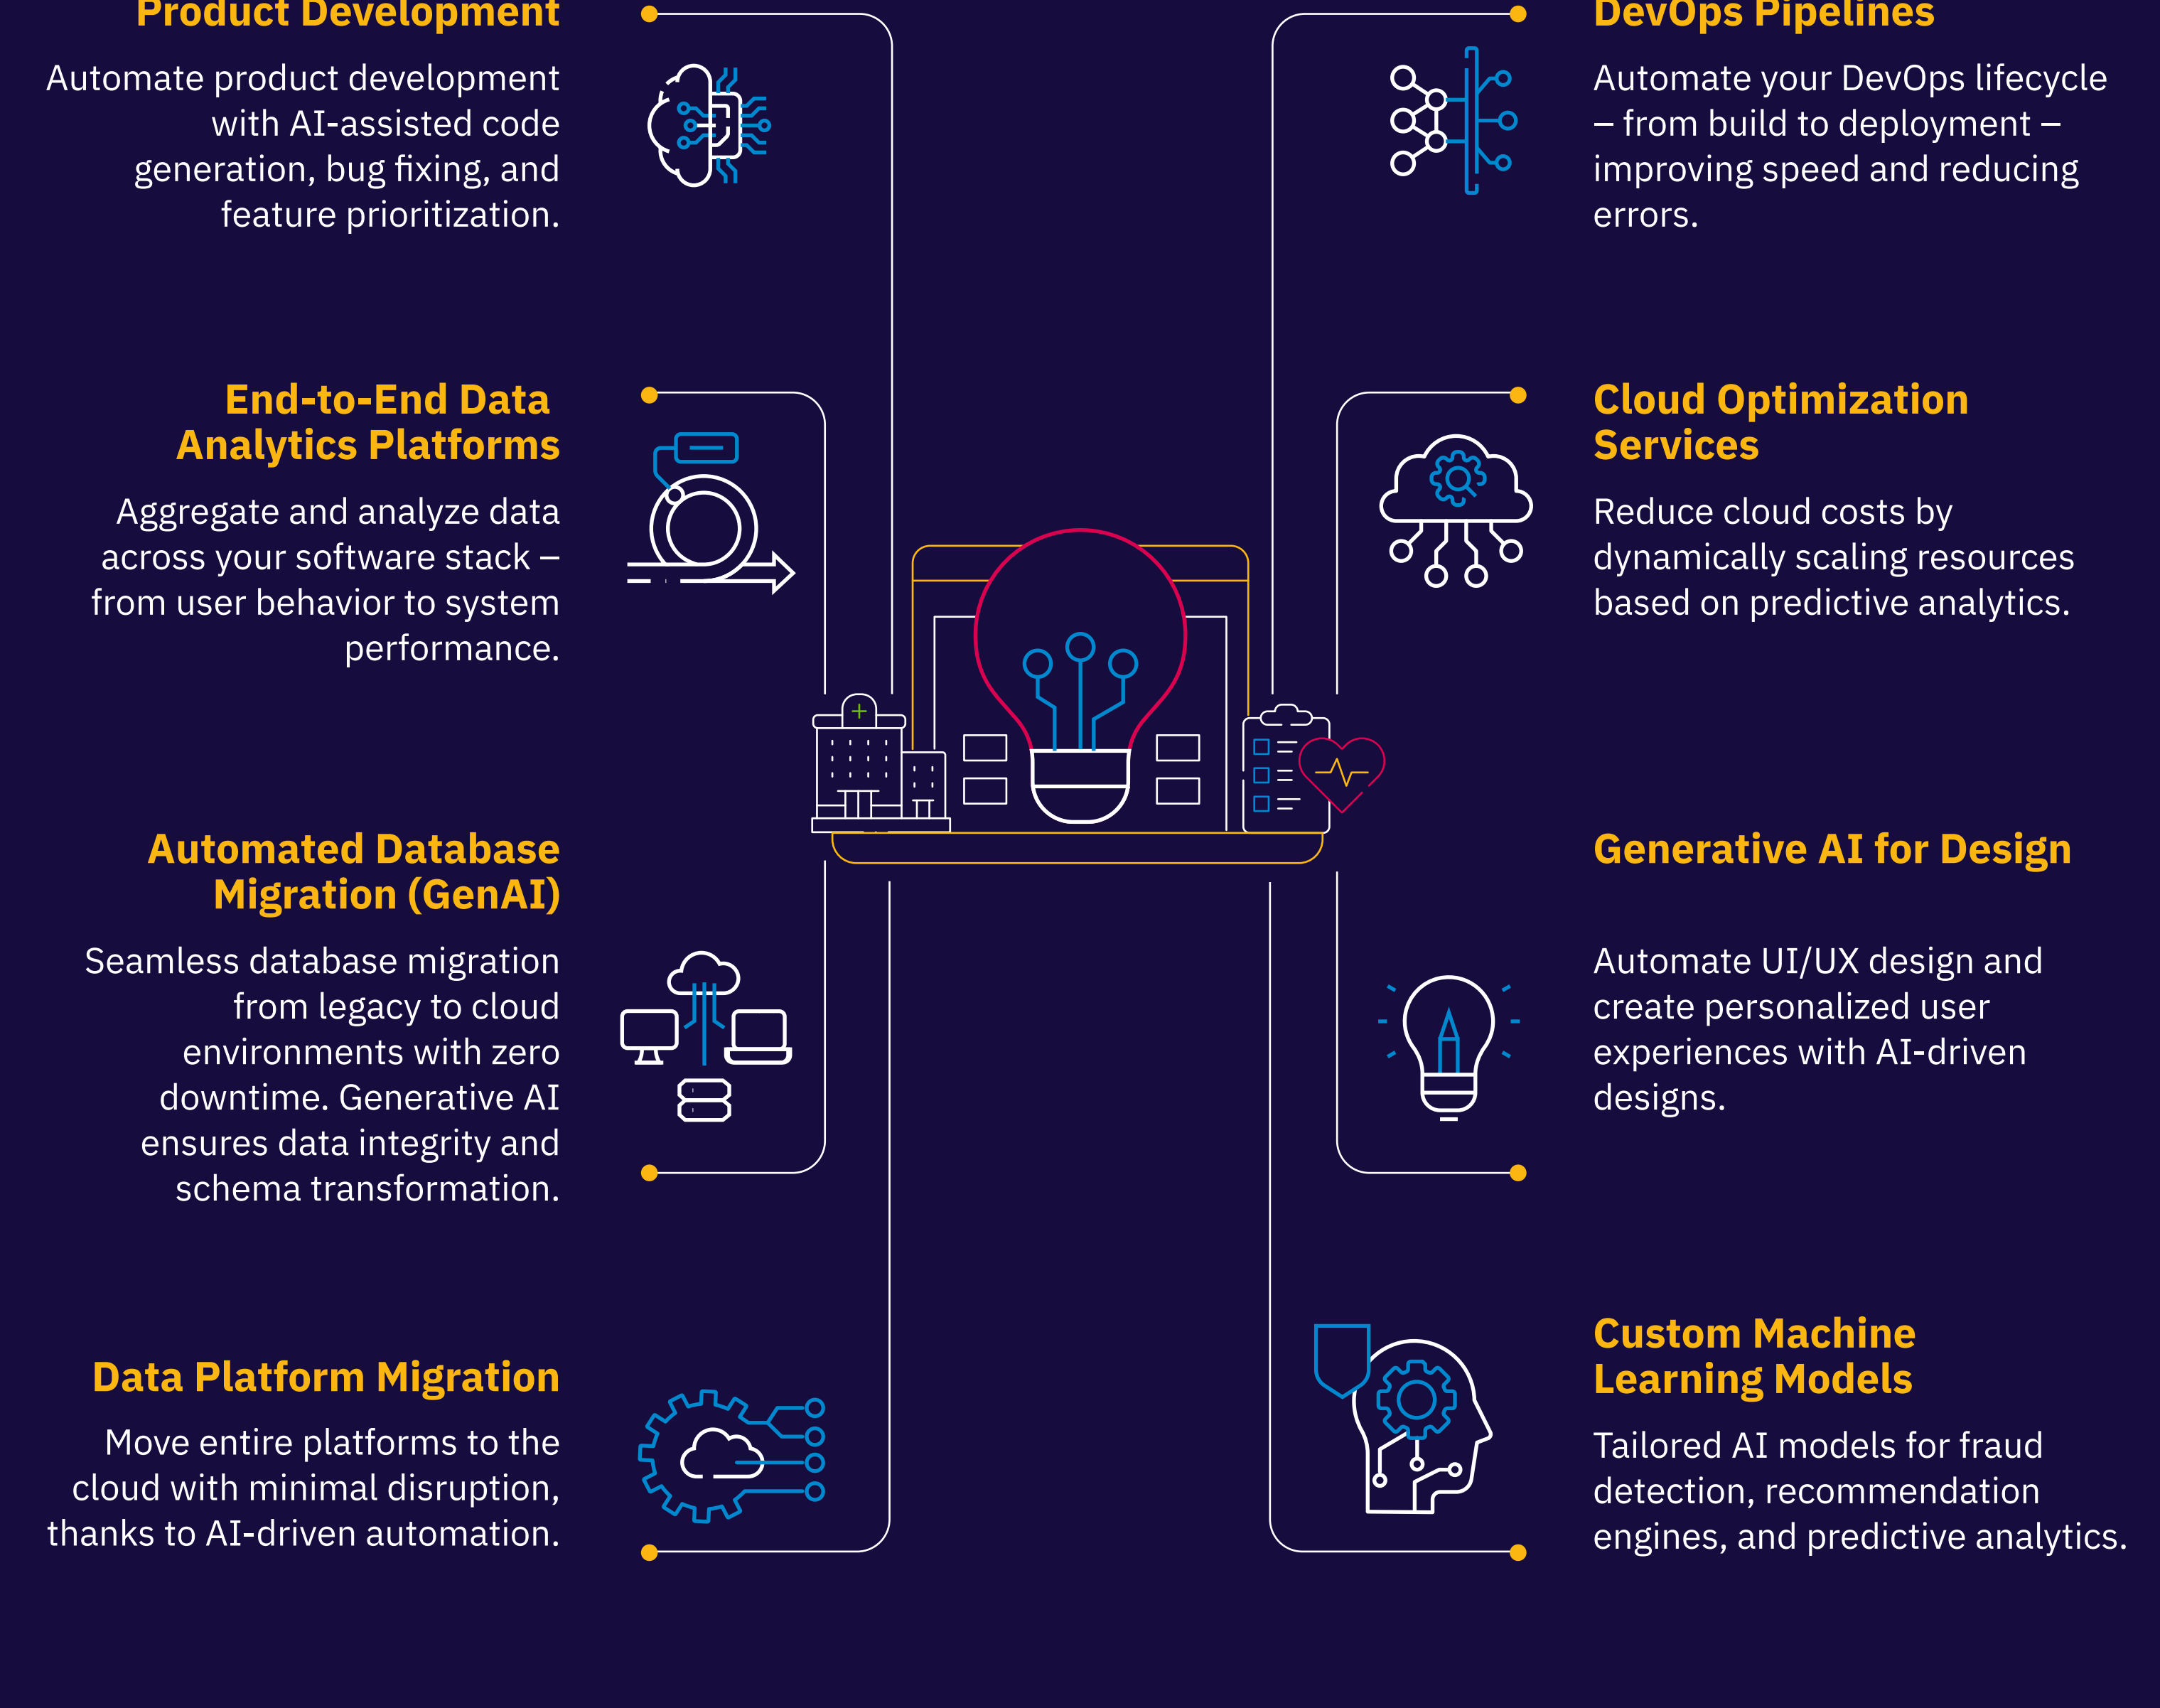 Product Development
Automate product development
with AI-assisted code
generation, bug fixing, and
feature prioritization.
End-to-End Data
Analytics Platforms
Aggregate and analyze data
across your software stack –
from user behavior to system
performance.
Automated Database
Migration (GenAI)
Seamless database migration
from legacy to cloud
environments with zero
downtime. Generative AI
ensures data integrity and
schema transformation.
Data Platform Migration
Move entire platforms to the
cloud with minimal disruption,
thanks to AI-driven automation.
DevOps Pipelines
Automate your DevOps lifecycle
– from build to deployment –
improving speed and reducing
errors.
Cloud Optimization
Services
Reduce cloud costs by
dynamically scaling resources
based on predictive analytics.
Generative AI for Design
Automate UI/UX design and
create personalized user
experiences with AI-driven
designs.
Custom Machine
Learning Models
Tailored AI models for fraud
detection, recommendation
engines, and predictive analytics.